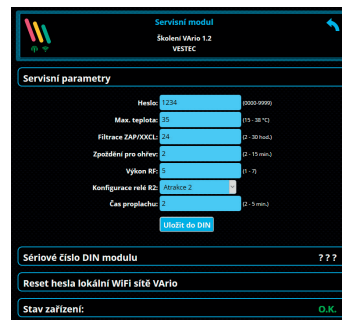 Servisní modul
Školení VArio 1.2
VESTEC
Servisní parametry
Heslo: 1234 (0000-9999)
Max. teplota: 35 (15 - 38 °C)
Filtrace ZAP/XXCL: 24 (2 - 30 hod.)
Zpoždění pro ohřev: 2 (2 - 15 min.)
Výkon RF: 5 (1 - 7)
Konfigurace relé R2: Atrakce.2
Čas proplachu: 2 (2 - 5 min.)
Uložit do DIN
Sériové číslo DIN modulu ???
Reset hesla lokální WiFi sítě VArio
Stav zařízení: O.K.